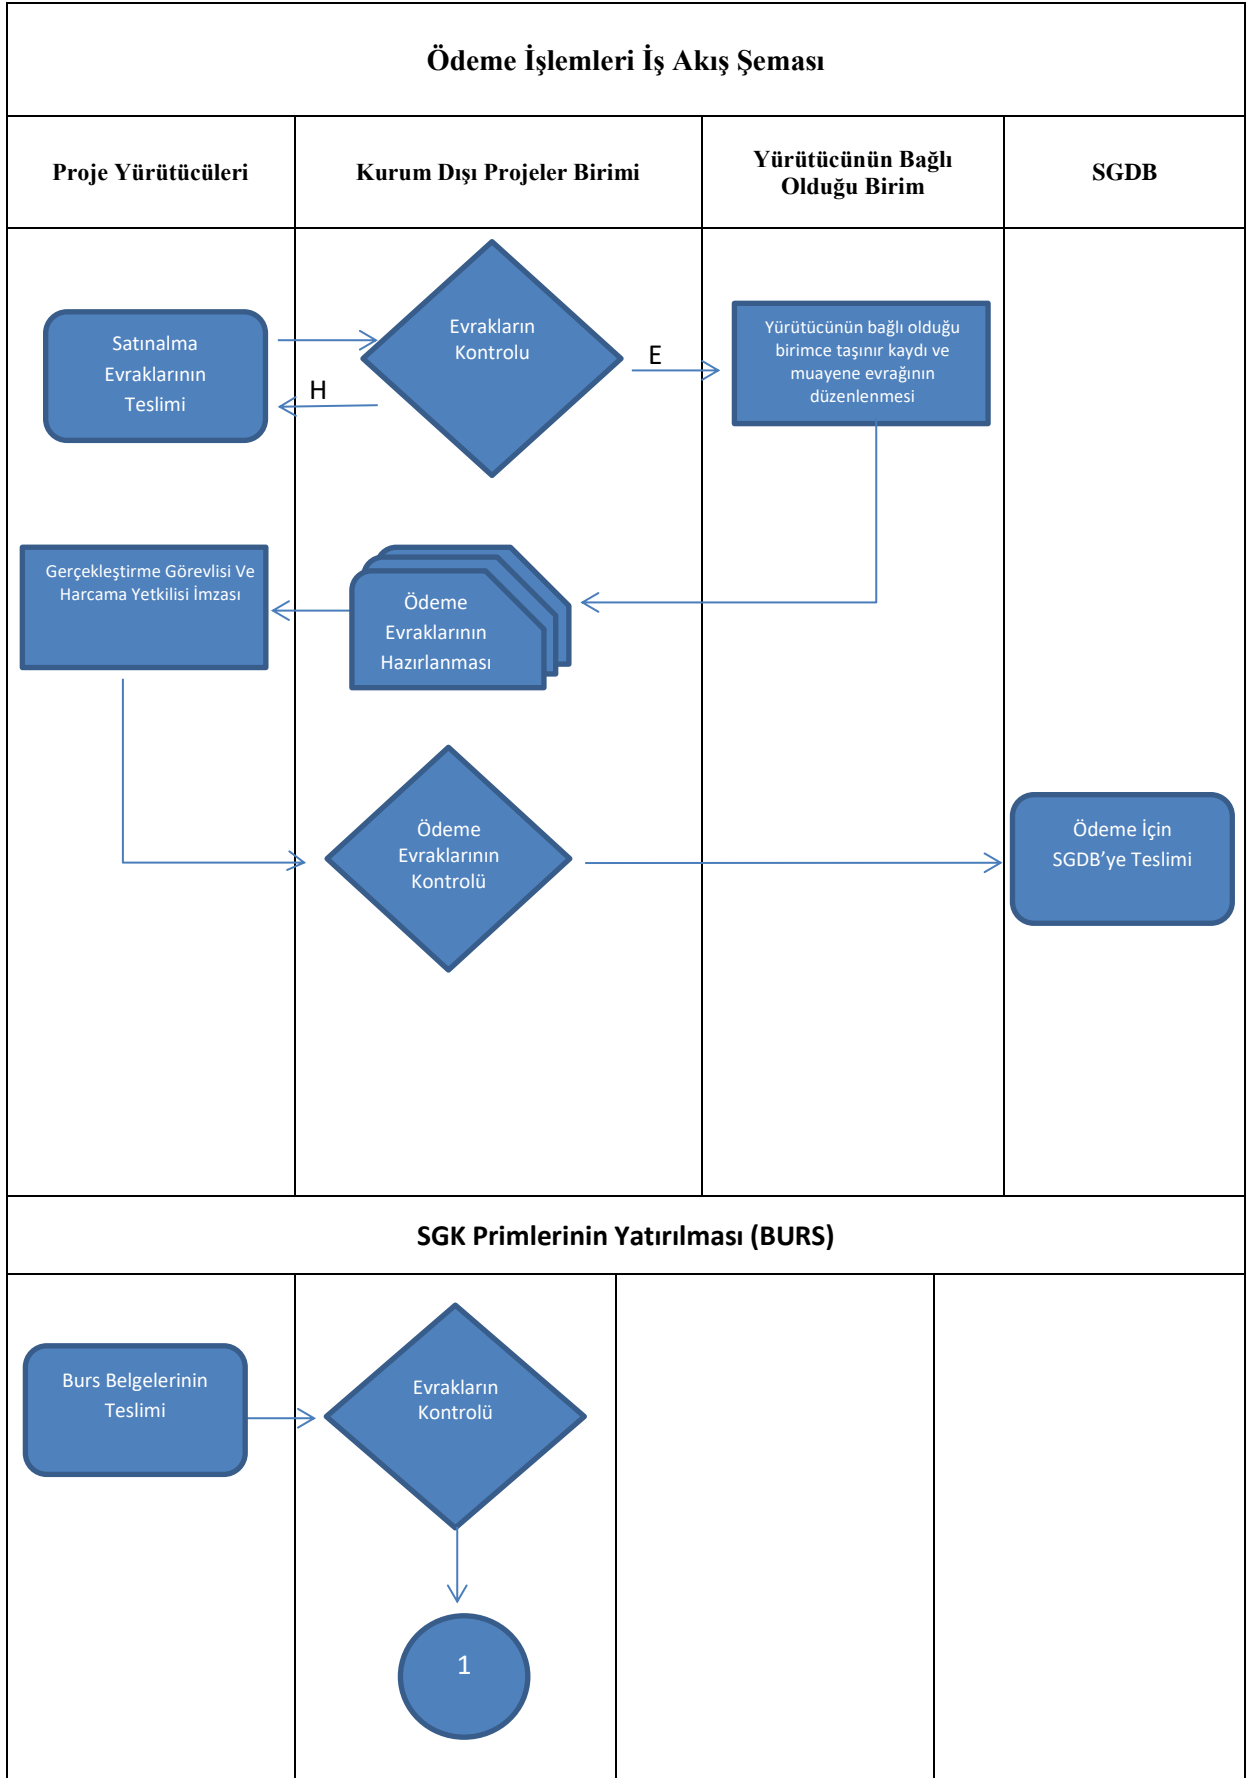 Ödeme İşlemleri İş Akış Şeması
Proje Yürütücüleri
Kurum Dışı Projeler Birimi
Yürütücünün Bağlı
Olduğu Birim
SGDB
Satınalma
Evraklarının
Teslimi
H
Evrakların
Kontrolu
E
Yürütücünün bağlı olduğu
birimce taşınır kaydı ve
muayene evrağının
düzenlenmesi
Gerçekleştirme Görevlisi Ve
Harcama Yetkilisi İmzası
Ödeme
Evraklarının
Hazırlanması
Ödeme
Evraklarının
Kontrolü
Ödeme İçin
SGDB’ye Teslimi
SGK Primlerinin Yatırılması (BURS)
Burs Belgelerinin
Teslimi
Evrakların
Kontrolü
1